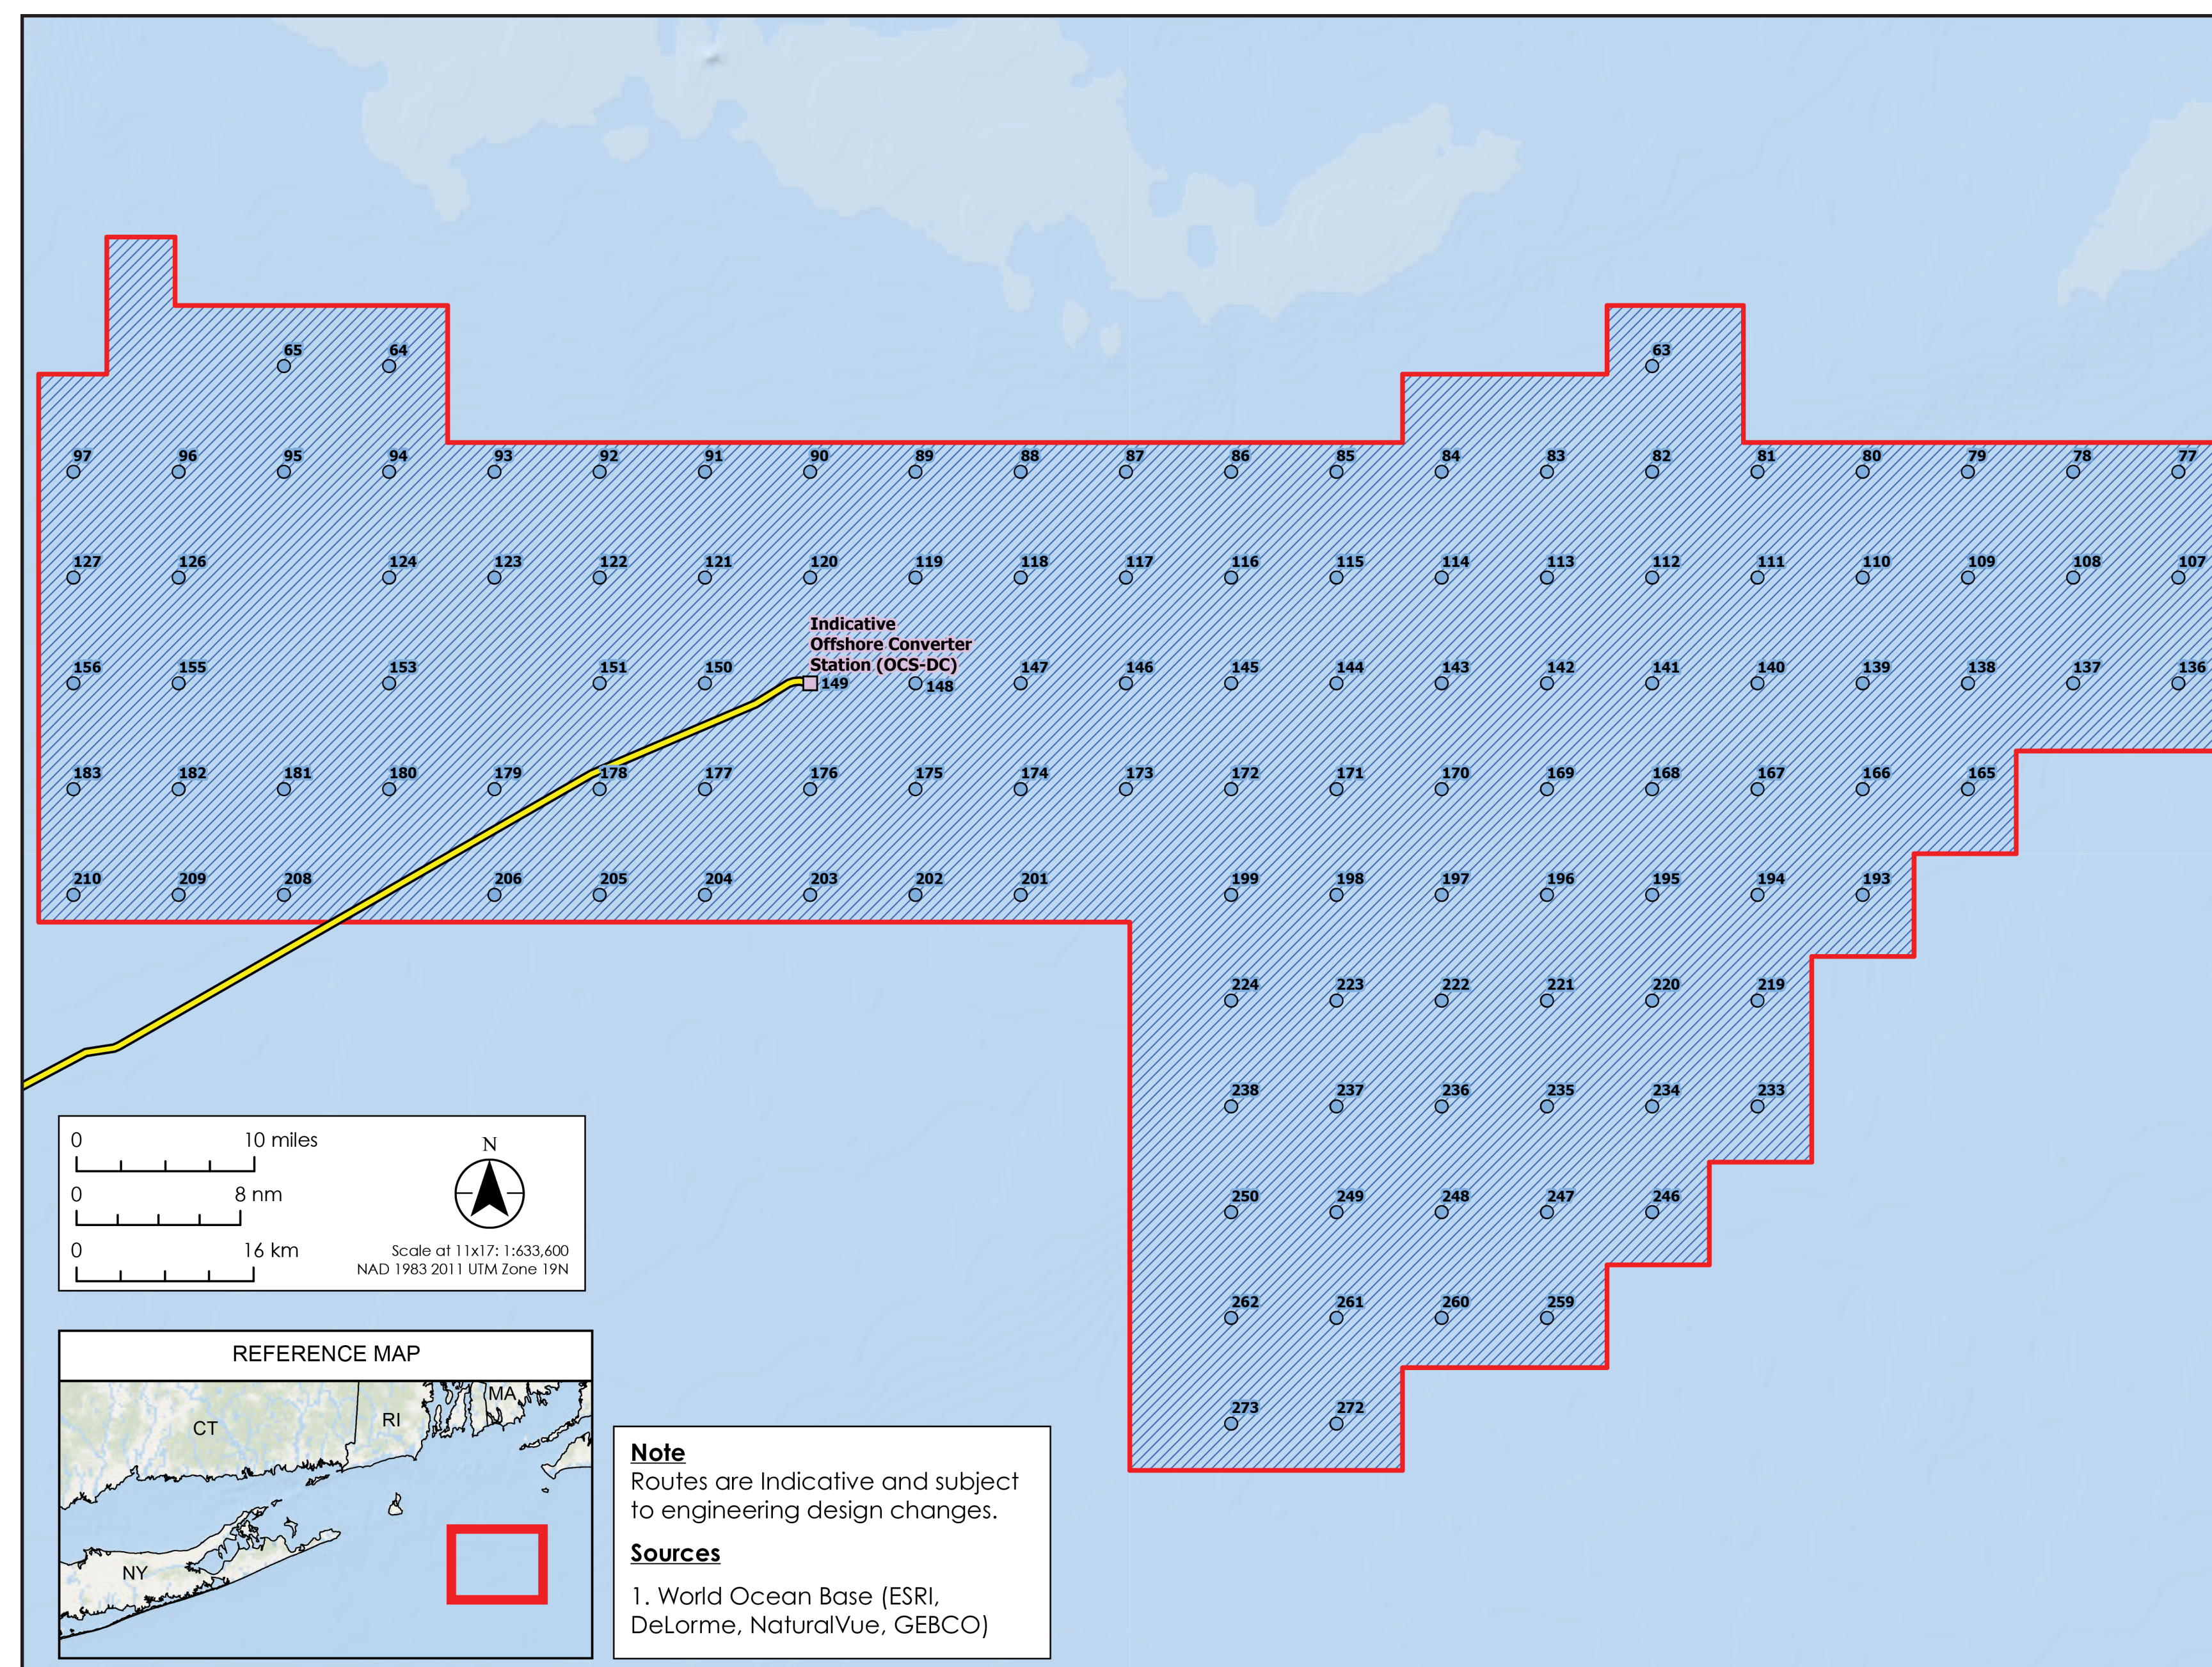 65 64 63
97 96 95 94 93 92 91 90 89 88 87 86 85 84 83 82 81 80 79 78 77
127 126 124 123 122 121 120 119 118 117 116 115 114 113 112 111 110 109 108 107
Indicative
Offshore Converter
Station (OCS-DC)
156 155 153 151 150 149 148 147 146 145 144 143 142 141 140 139 138 137 136
183 182 181 180 179 178 177 176 175 174 173 172 171 170 169 168 167 166 165
210 209 208 206 205 204 203 202 201 199 198 197 196 195 194 193
224 223 222 221 220 219
238 237 236 235 234 233
250 249 248 247 246
262 261 260 259
273 272
0 10 miles
0 8 nm
0 16 km
N
Scale at 11x17: 1:633,600
NAD 1983 2011 UTM Zone 19N
REFERENCE MAP
CT
RI
MA
NY
Note
Routes are Indicative and subject
to engineering design changes.
Sources
1. World Ocean Base (ESRI,
DeLorme, NaturalVue, GEBCO)